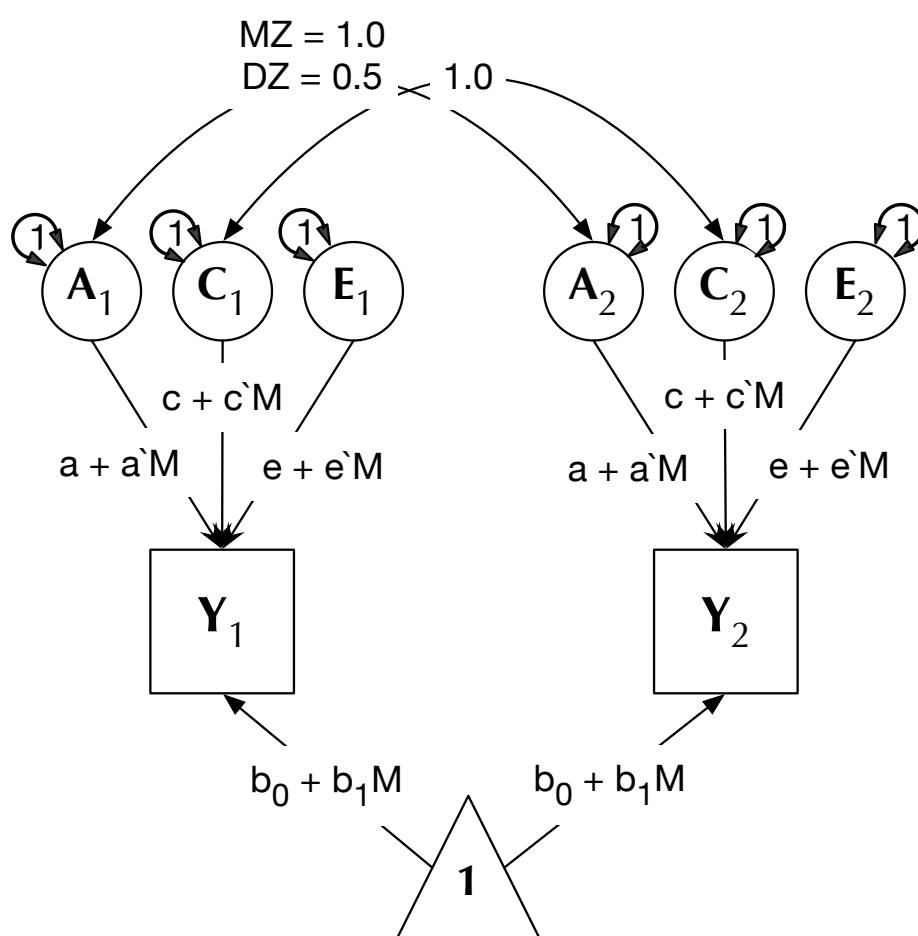 MZ = 1.0
DZ = 0.5 1.0
1 1 1 1 1 1
A₁ C₁ E₁ A₂ C₂ E₂
c + c`M c + c`M
a + a`M e + e`M a + a`M e + e`M
Y₁ Y₂
b₀ + b₁M b₀ + b₁M
1